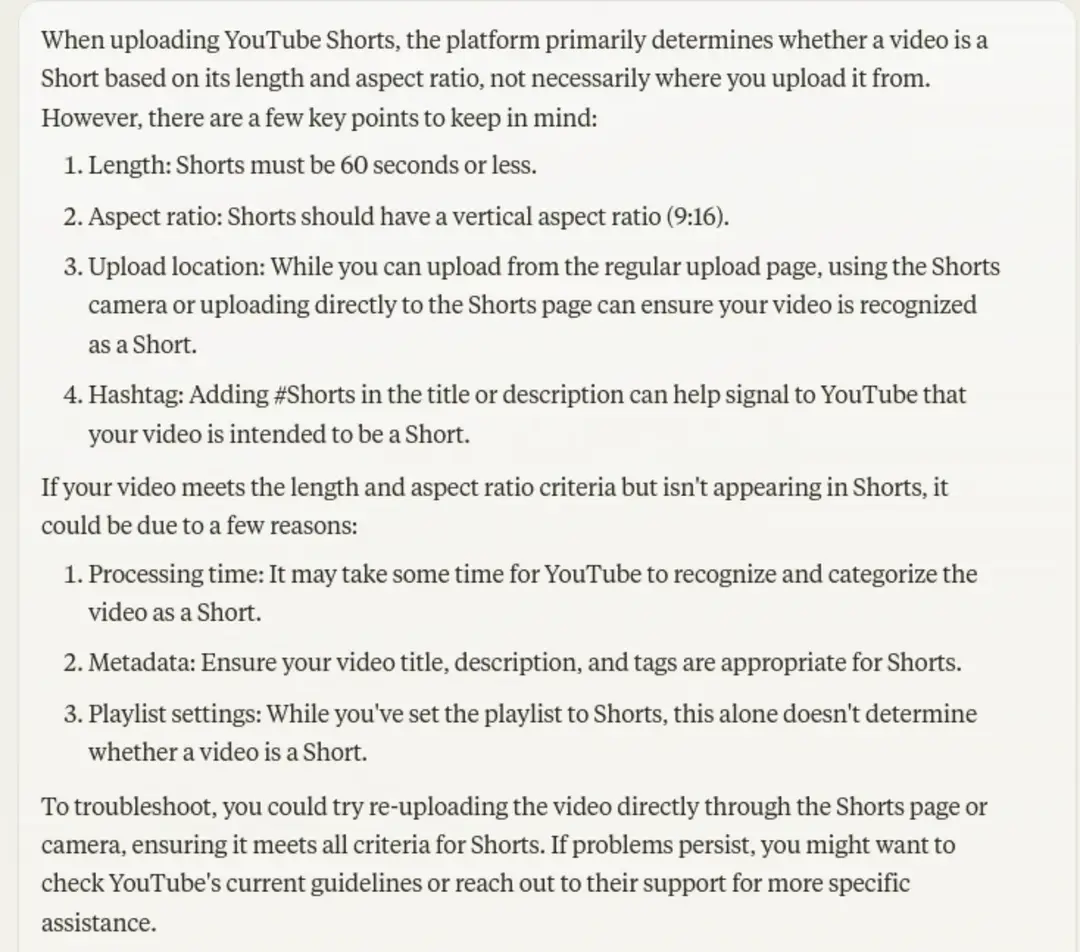 When uploading YouTube Shorts, the platform primarily determines whether a video is a
Short based on its length and aspect ratio, not necessarily where you upload it from.
However, there are a few key points to keep in mind:
1. Length: Shorts must be 60 seconds or less.
2. Aspect ratio: Shorts should have a vertical aspect ratio (9:16).
3. Upload location: While you can upload from the regular upload page, using the Shorts
camera or uploading directly to the Shorts page can ensure your video is recognized
as a Short.
4. Hashtag: Adding #Shorts in the title or description can help signal to YouTube that
your video is intended to be a Short.
If your video meets the length and aspect ratio criteria but isn't appearing in Shorts, it
could be due to a few reasons:
1. Processing time: It may take some time for YouTube to recognize and categorize the
video as a Short.
2. Metadata: Ensure your video title, description, and tags are appropriate for Shorts.
3. Playlist settings: While you've set the playlist to Shorts, this alone doesn't determine
whether a video is a Short.
To troubleshoot, you could try re-uploading the video directly through the Shorts page or
camera, ensuring it meets all criteria for Shorts. If problems persist, you might want to
check YouTube's current guidelines or reach out to their support for more specific
assistance.